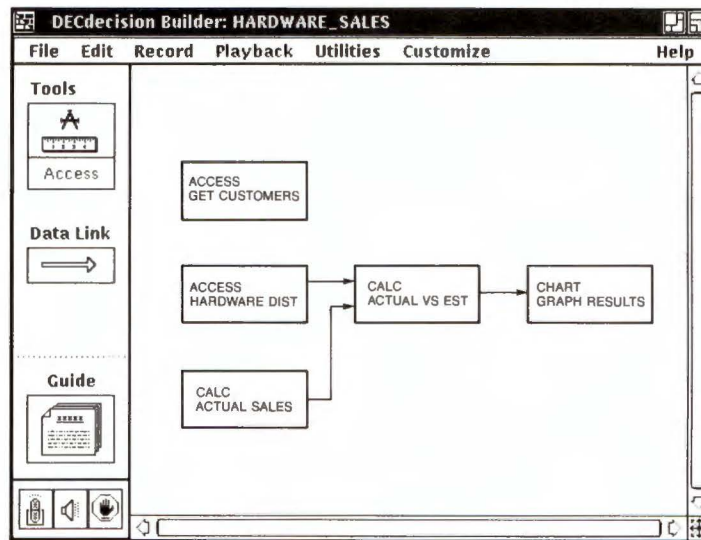 DECdecision Builder: HARDWARE_SALES
File Edit Record Playback Utilities Customize Help
Tools
Access
Data Link
Guide
ACCESS
GET CUSTOMERS
ACCESS
HARDWARE DIST
CALC
ACTUAL VS EST
CHART
GRAPH RESULTS
CALC
ACTUAL SALES